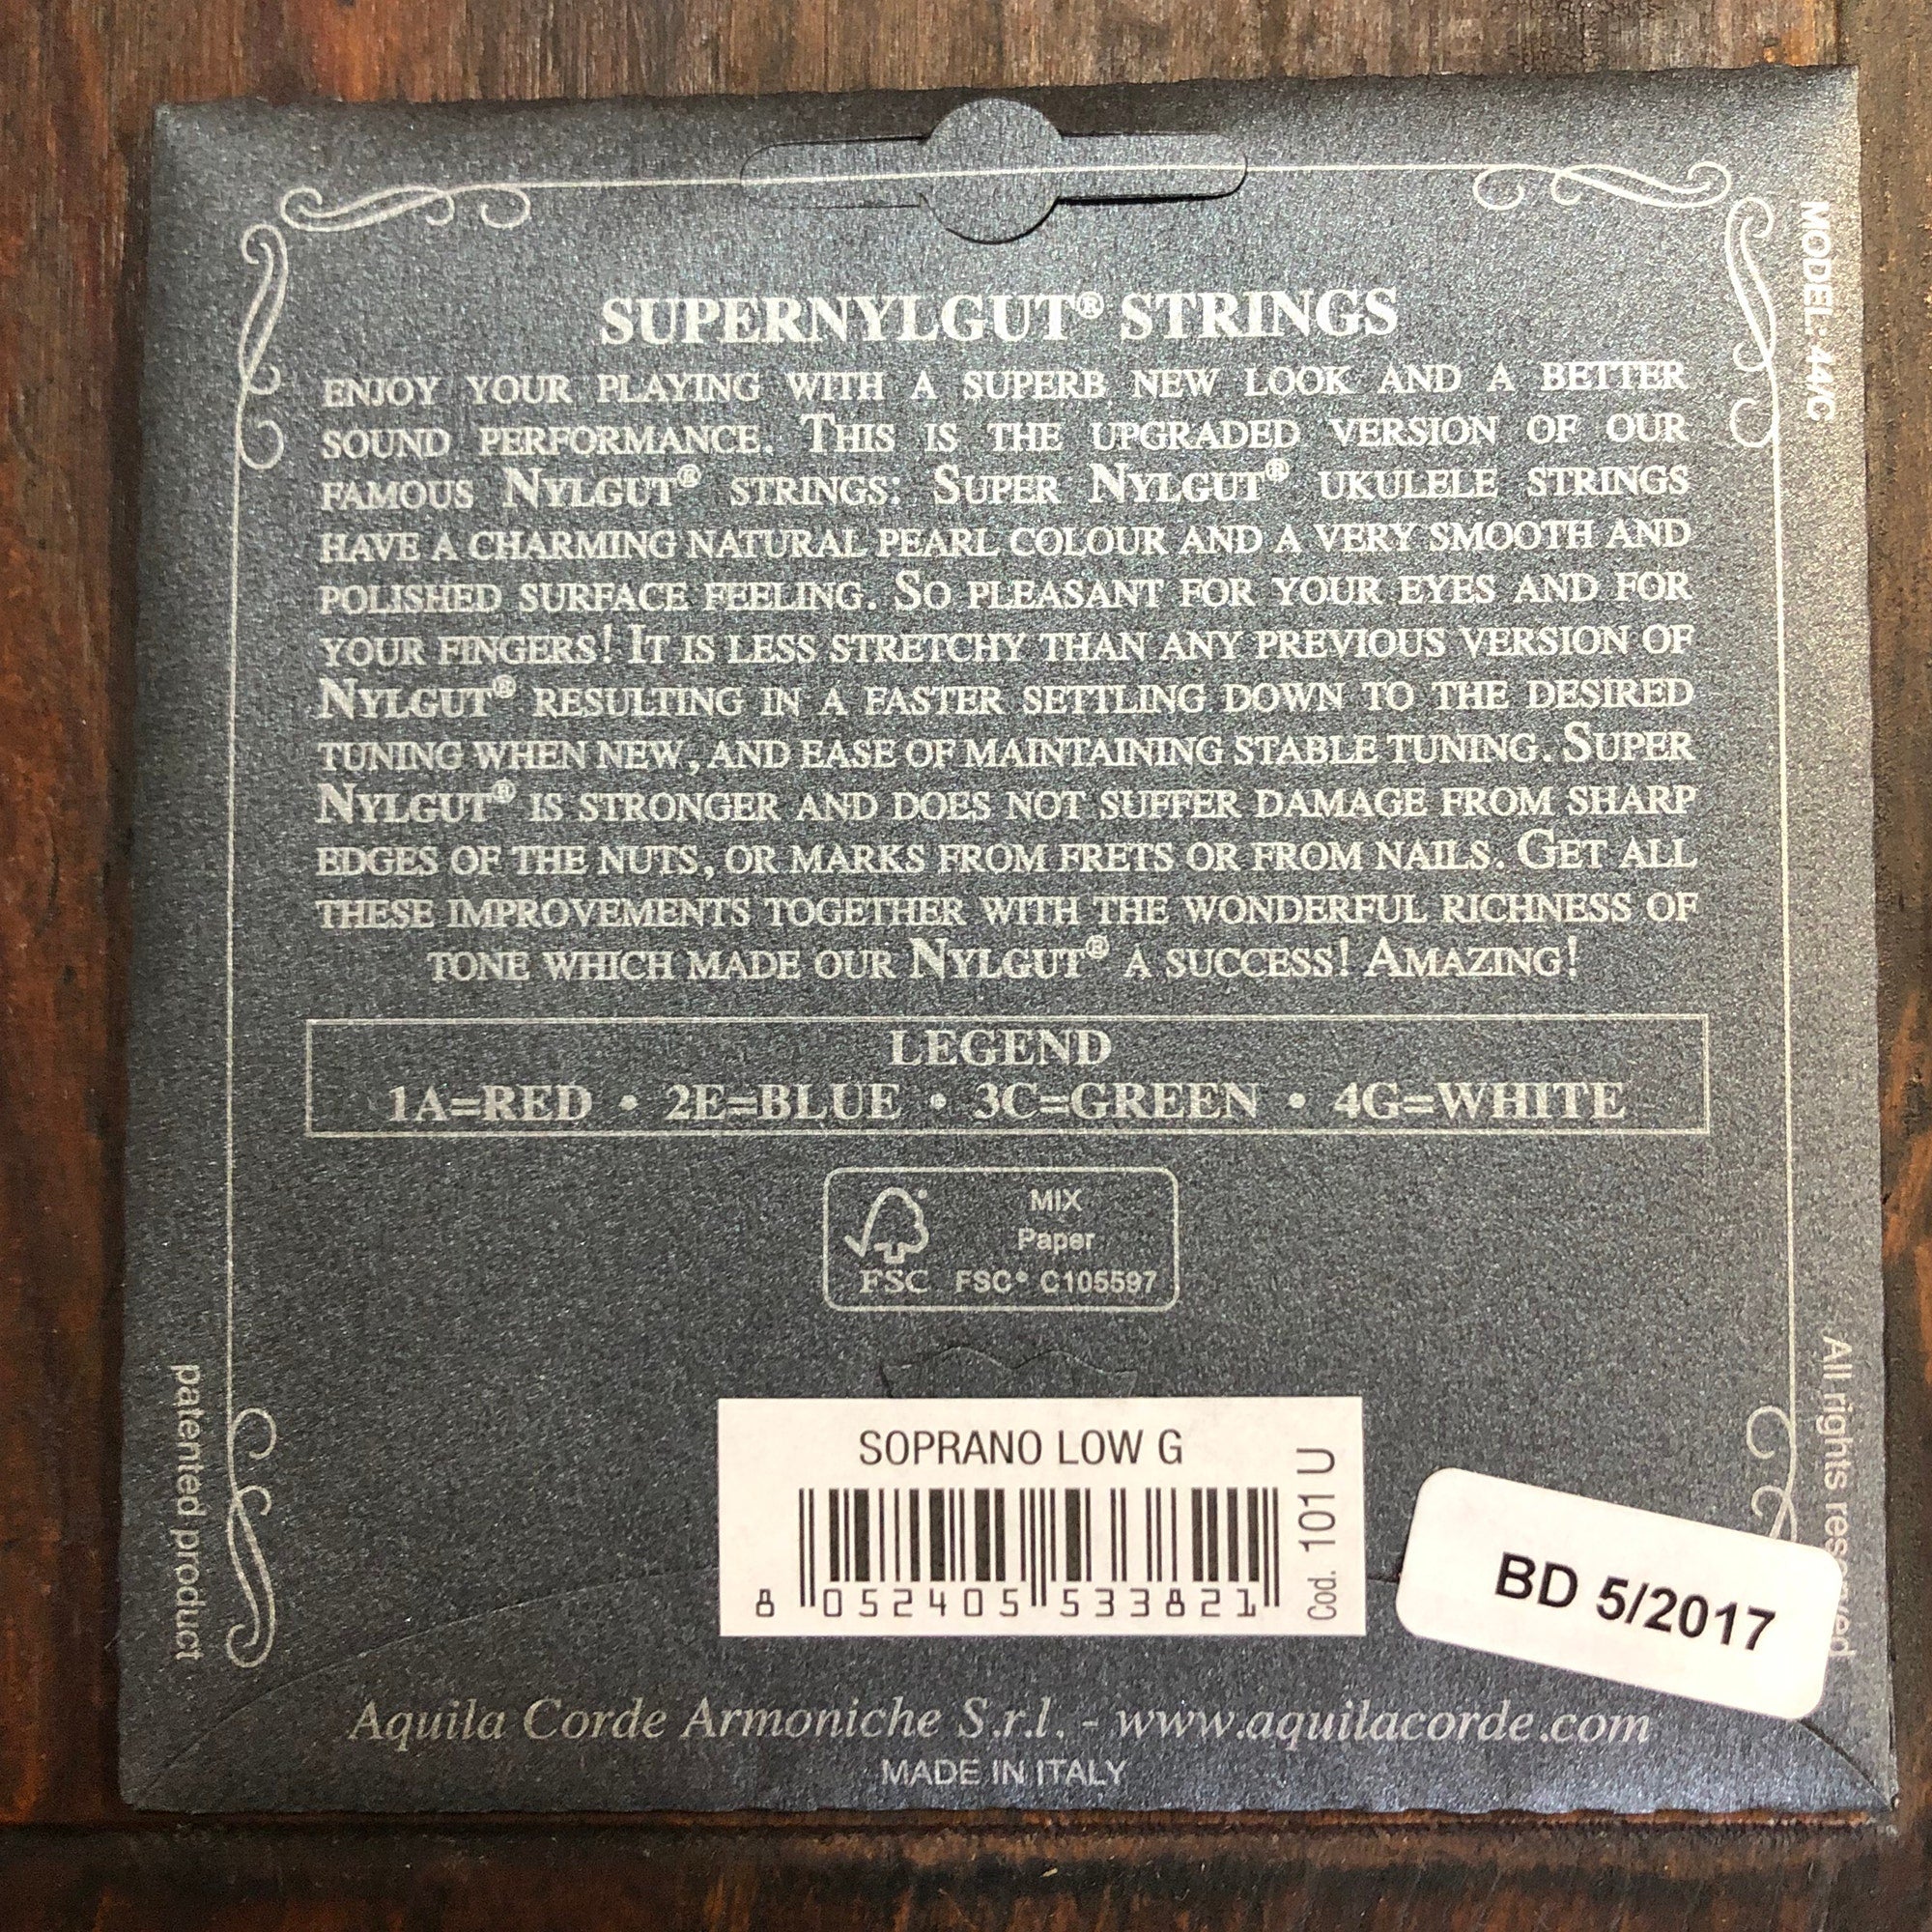 SUPERNYLGUT® STRINGS
ENJOY YOUR PLAYING WITH A SUPERB NEW LOOK AND A BETTER
SOUND PERFORMANCE. THIS IS THE UPGRADED VERSION OF OUR
FAMOUS NYLGUT® STRINGS: SUPER NYLGUT® UKULELE STRINGS
HAVE A CHARMING NATURAL PEARL COLOUR AND A VERY SMOOTH AND
POLISHED SURFACE FEELING. SO PLEASANT FOR YOUR EYES AND FOR
YOUR FINGERS! IT IS LESS STRETCHY THAN ANY PREVIOUS VERSION OF
NYLGUT® RESULTING IN A FASTER SETTLING DOWN TO THE DESIRED
TUNING WHEN NEW, AND EASE OF MAINTAINING STABLE TUNING. SUPER
NYLGUT® IS STRONGER AND DOES NOT SUFFER DAMAGE FROM SHARP
EDGES OF THE NUTS, OR MARKS FROM FRETS OR FROM NAILS. GET ALL
THESE IMPROVEMENTS TOGETHER WITH THE WONDERFUL RICHNESS OF
TONE WHICH MADE OUR NYLGUT® A SUCCESS! AMAZING!
LEGEND
1A=RED • 2E=BLUE • 3C=GREEN • 4G=WHITE
MIX
Paper
FSC FSC® C105597
SOPRANO LOW G
8 052405 533821
Cod. 101 U
BD 5/2017
Aquila Corde Armoniche S.r.l. - www.aquilacorde.com
MADE IN ITALY
patented product
MODEL: 44/C
All rights